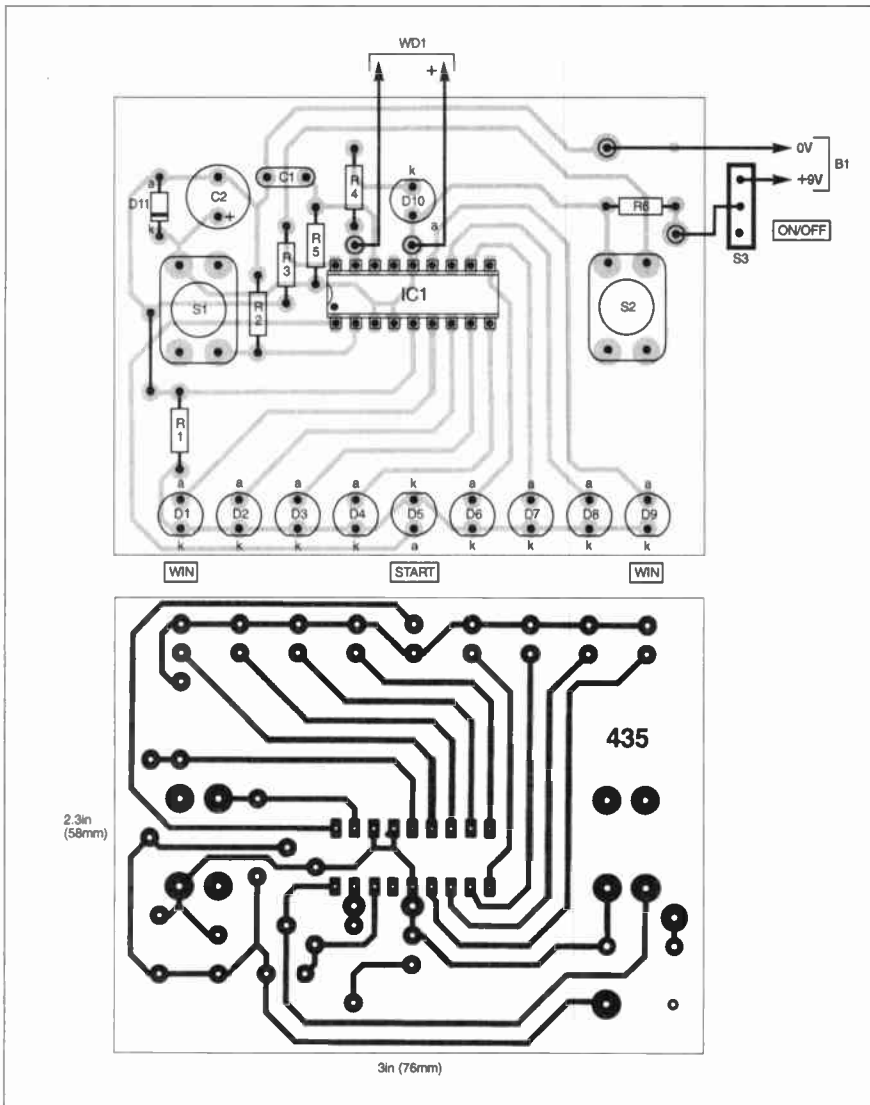 WD1
+
0V
B1
+9V
ON/OFF
S3
a
D11
k
C2
+
C1
R
4
k
D10
a
R6
R
3
R
5
S1
R
2
IC1
S2
R
1
a a a a k a a a a
D1 D2 D3 D4 D5 D6 D7 D8 D9
k k k k a k k k k
WIN START WIN
435
2.3in
(58mm)
3in (76mm)